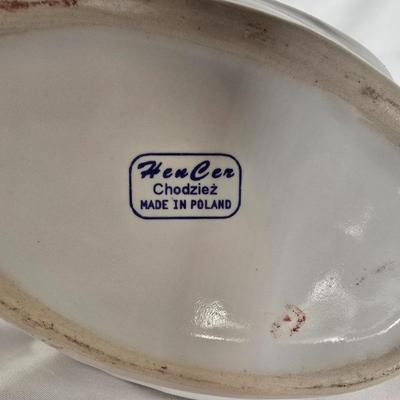 HenCer
Chodzież
MADE IN POLAND